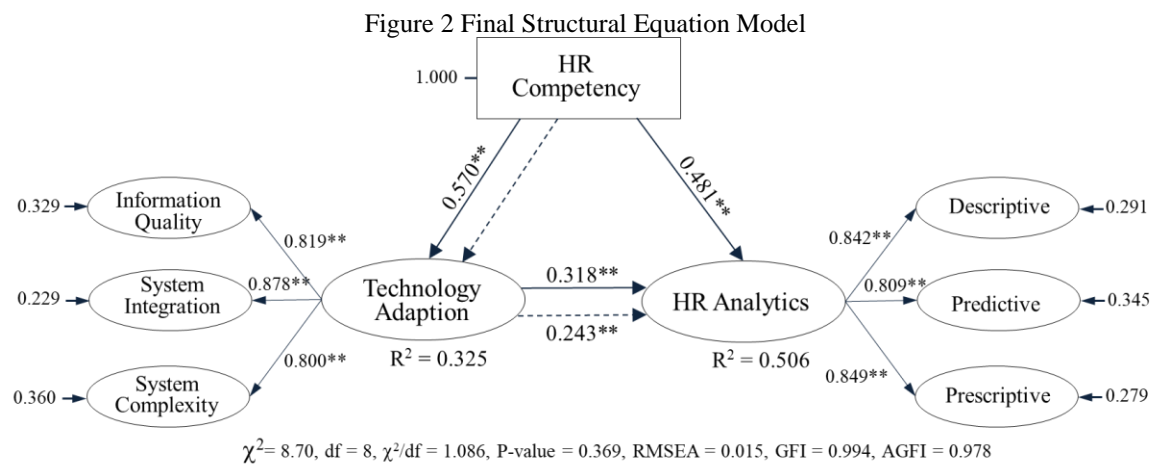 Figure 2 Final Structural Equation Model
HR
Competency
1.000
0.570**
0.481**
0.329
Information
Quality
0.819**
0.229
System
Integration
0.878**
0.360
System
Complexity
0.800**
Technology
Adaption
R² = 0.325
0.318**
0.243**
HR Analytics
R² = 0.506
0.842**
Descriptive
0.291
0.809**
Predictive
0.345
0.849**
Prescriptive
0.279
χ²= 8.70, df = 8, χ²/df = 1.086, P-value = 0.369, RMSEA = 0.015, GFI = 0.994, AGFI = 0.978